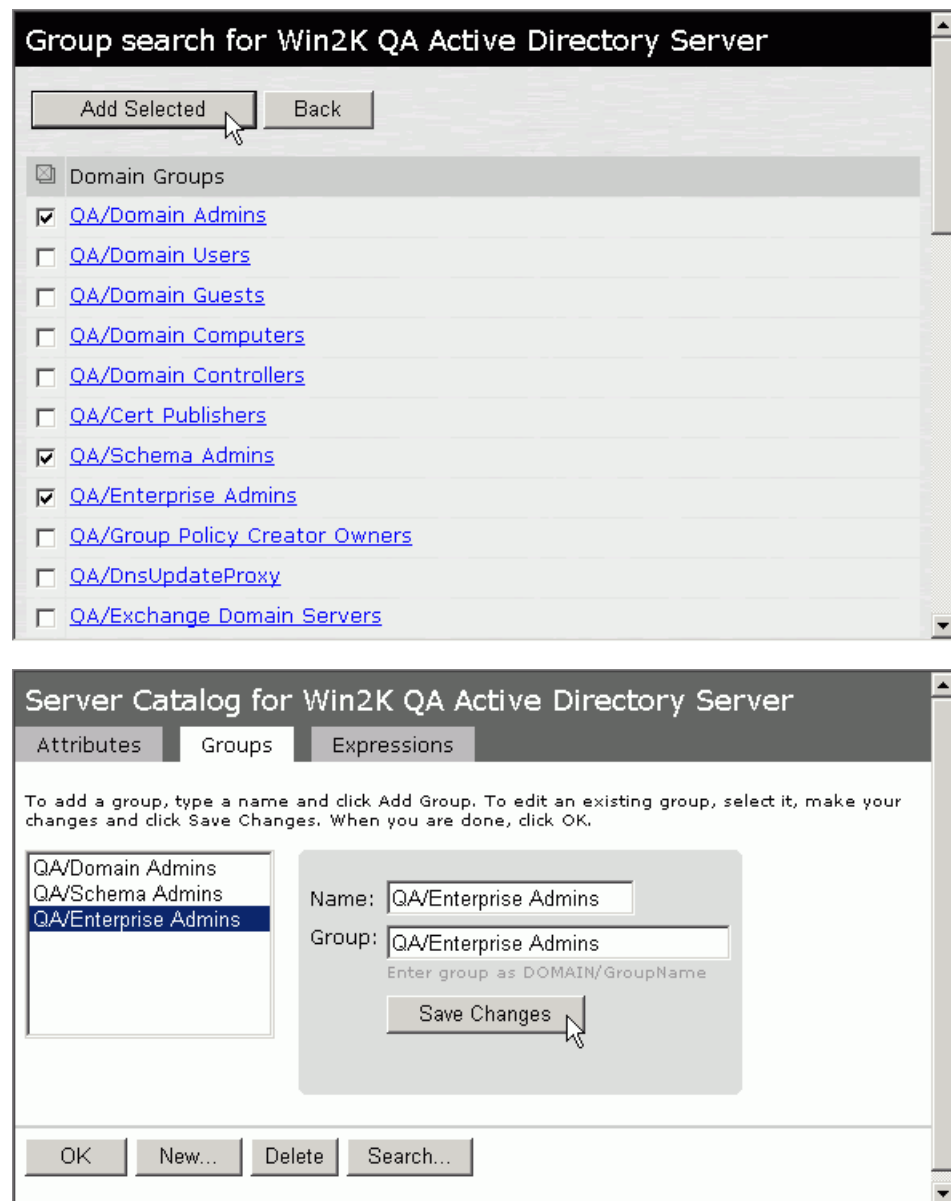 Group search for Win2K QA Active Directory Server
Add Selected
Back
Domain Groups
QA/Domain Admins
QA/Domain Users
QA/Domain Guests
QA/Domain Computers
QA/Domain Controllers
QA/Cert Publishers
QA/Schema Admins
QA/Enterprise Admins
QA/Group Policy Creator Owners
QA/DnsUpdateProxy
QA/Exchange Domain Servers
Server Catalog for Win2K QA Active Directory Server
Attributes Groups Expressions
To add a group, type a name and click Add Group. To edit an existing group, select it, make your
changes and click Save Changes. When you are done, click OK.
QA/Domain Admins
QA/Schema Admins
QA/Enterprise Admins
Name: QA/Enterprise Admins
Group: QA/Enterprise Admins
Enter group as DOMAIN/GroupName
Save Changes
OK New... Delete Search...